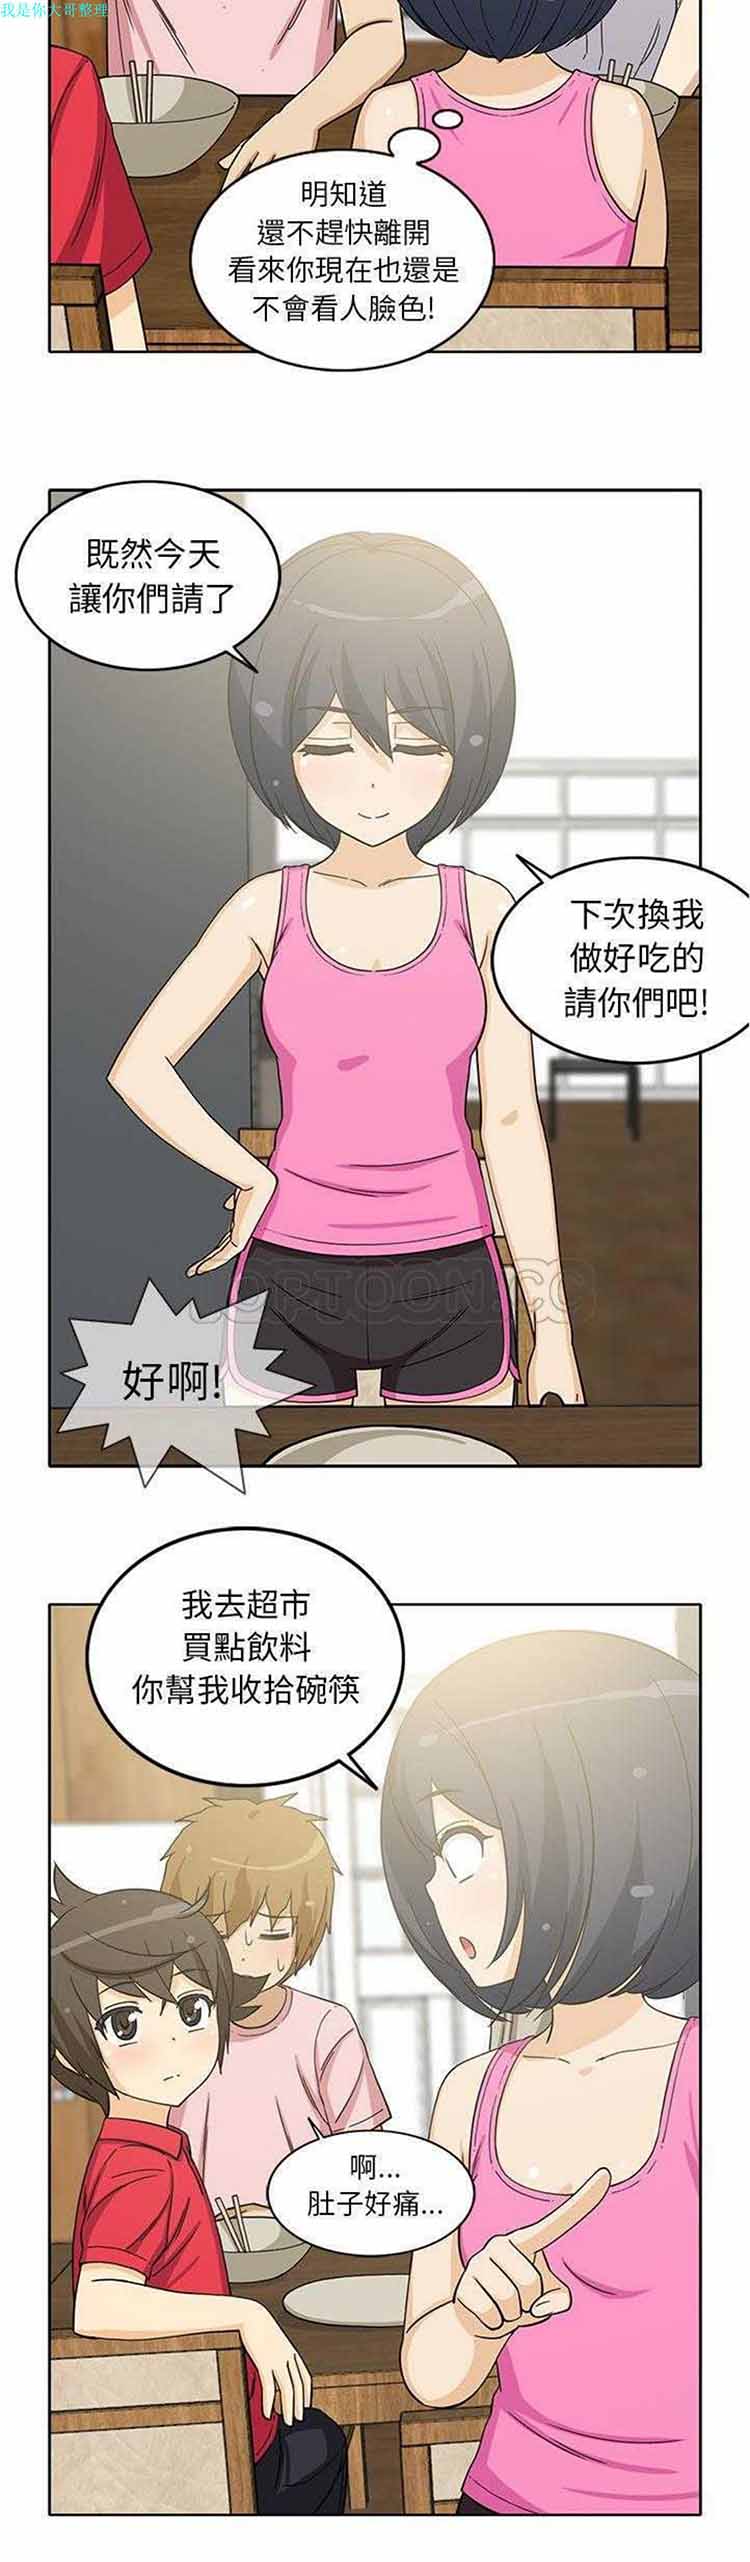 我是你大哥整理
明知道
還不趕快離開
看來你現在也還是
不會看人臉色!
既然今天
讓你們請了
下次換我
做好吃的
請你們吧!
TOPTOON.CC
好啊!
我去超市
買點飲料
你幫我收拾碗筷
啊...
肚子好痛...